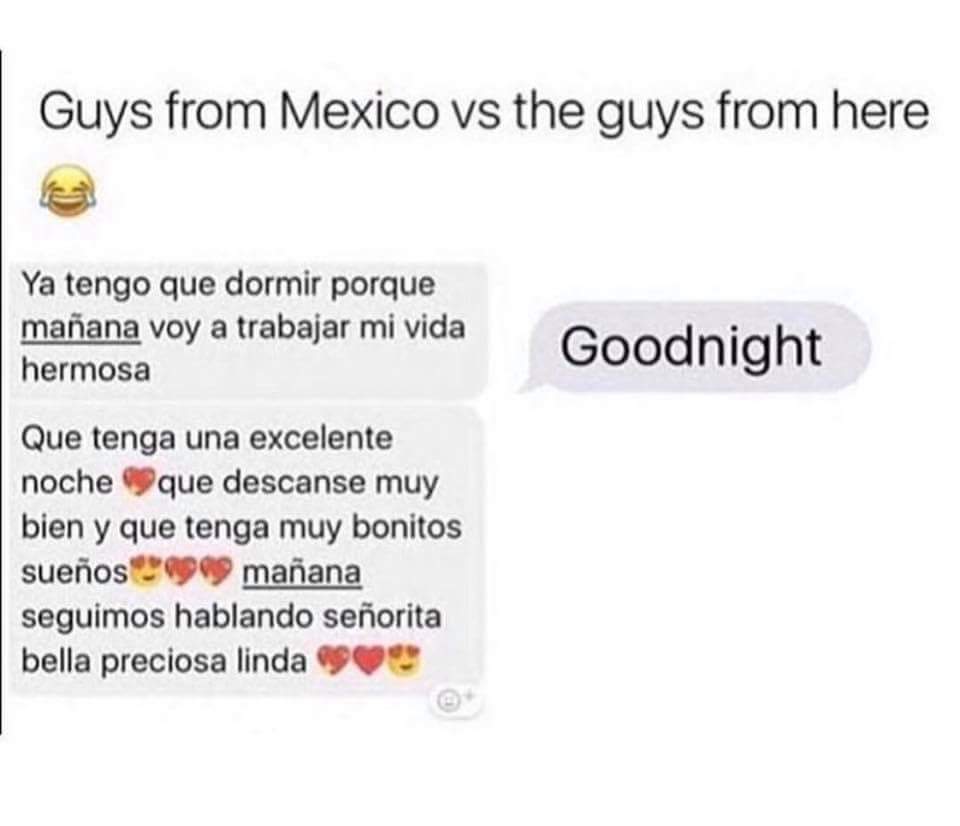 Guys from Mexico vs the guys from here
😂
Ya tengo que dormir porque
mañana voy a trabajar mi vida
hermosa
Que tenga una excelente
noche 💖que descanse muy
bien y que tenga muy bonitos
sueños😍💖💖 mañana
seguimos hablando señorita
bella preciosa linda 💖❤️😍
Goodnight